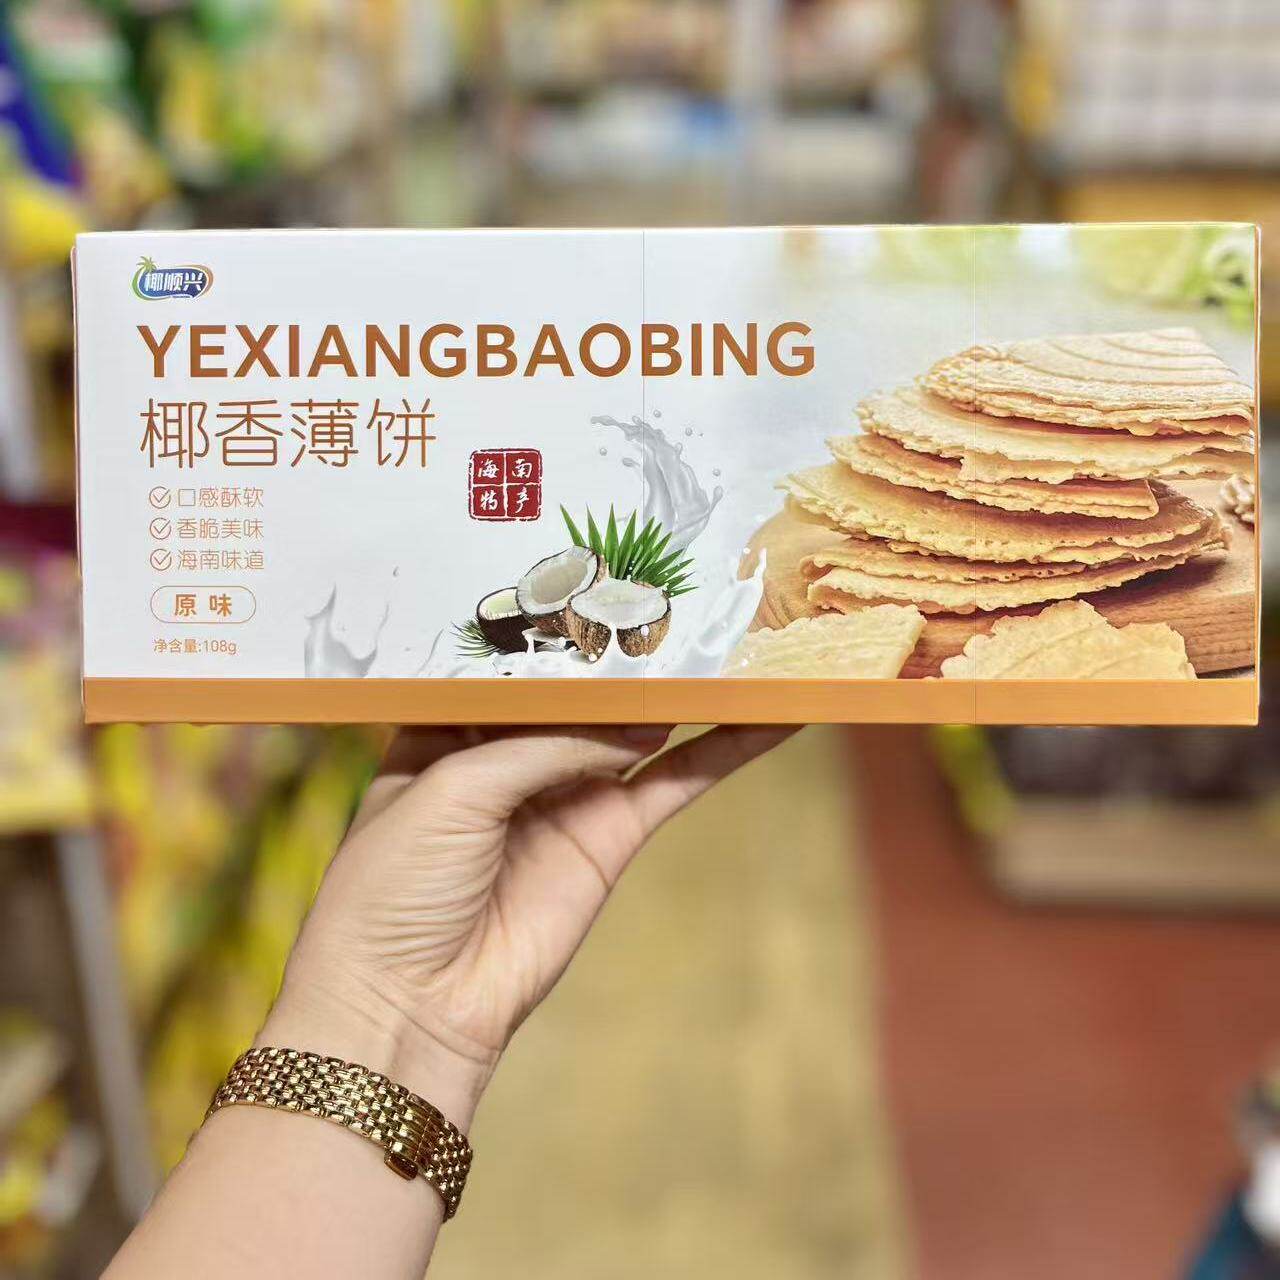 椰顺兴
YEXIANGBAOBING
椰香薄饼
海南
特产
口感酥软
香脆美味
海南味道
原味
净含量:108g